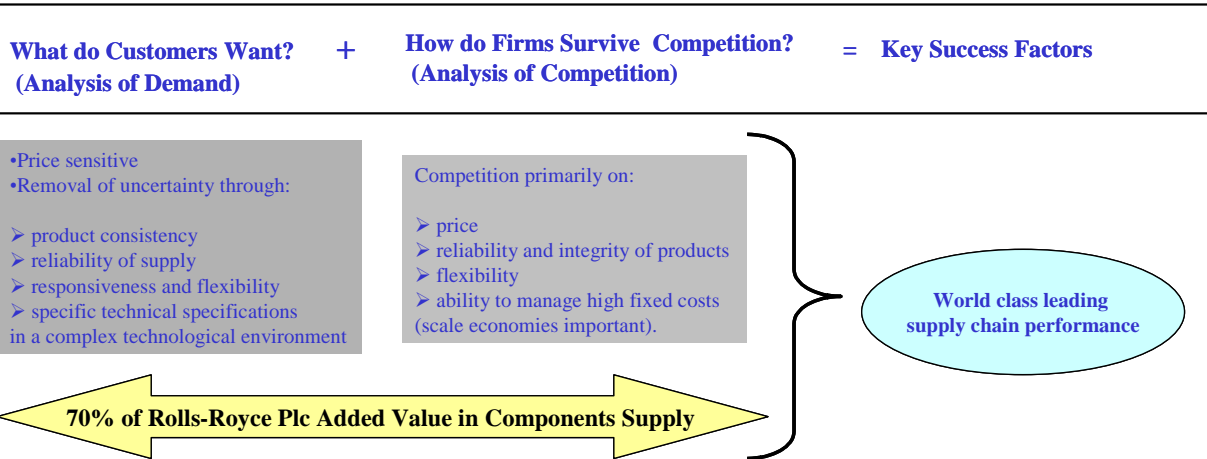 What do Customers Want? + How do Firms Survive Competition? = Key Success Factors
(Analysis of Demand) (Analysis of Competition)
•Price sensitive
•Removal of uncertainty through:
➢ product consistency
➢ reliability of supply
➢ responsiveness and flexibility
➢ specific technical specifications
in a complex technological environment
Competition primarily on:
➢ price
➢ reliability and integrity of products
➢ flexibility
➢ ability to manage high fixed costs
(scale economies important).
World class leading
supply chain performance
70% of Rolls-Royce Plc Added Value in Components Supply